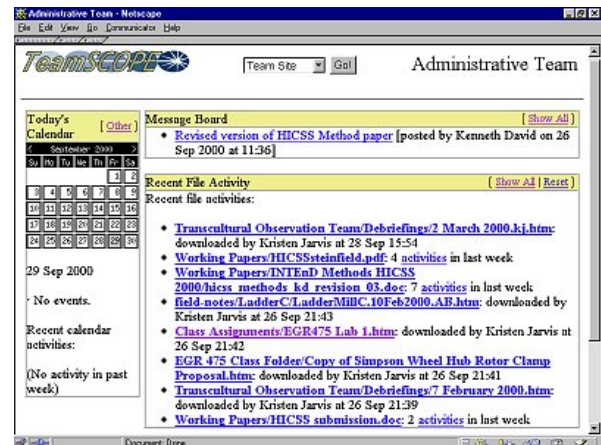 Administrative Team - Netscape
File Edit View Go Communicator Help
TeamSCOPE
Team Site Go!
Administrative Team
Today's Calendar [ Other ]
September 2000
Su Mo Tu We Th Fr Sa
1 2
3 4 5 6 7 8 9
10 11 12 13 14 15 16
17 18 19 20 21 22 23
24 25 26 27 28 29 30
29 Sep 2000
· No events.
Recent calendar
activities:
(No activity in past
week)
Message Board [ Show All ]
Revised version of HICSS Method paper [posted by Kenneth David on 26
Sep 2000 at 11:36]
Recent File Activity [ Show All | Reset ]
Recent file activities:
Transcultural Observation Team/Debriefings/2 March 2000.kj.htm:
downloaded by Kristen Jarvis at 28 Sep 15:54
Working Papers/HICSSsteinfield.pdf: 4 activities in last week
Working Papers/INTEnD Methods HICSS
2000/hicss_methods_kd_revision_03.doc: 7 activities in last week
field-notes/LadderC/LadderMillC.10Feb2000.AB.htm: downloaded by
Kristen Jarvis at 26 Sep 21:43
Class Assignments/EGR475 Lab 1.htm: downloaded by Kristen Jarvis at
26 Sep 21:42
EGR 475 Class Folder/Copy of Simpson Wheel Hub Rotor Clamp
Proposal.htm: downloaded by Kristen Jarvis at 26 Sep 21:41
Transcultural Observation Team/Debriefings/7 February 2000.htm:
downloaded by Kristen Jarvis at 26 Sep 21:39
Working Papers/HICSS submission.doc: 2 activities in last week
Document: Done